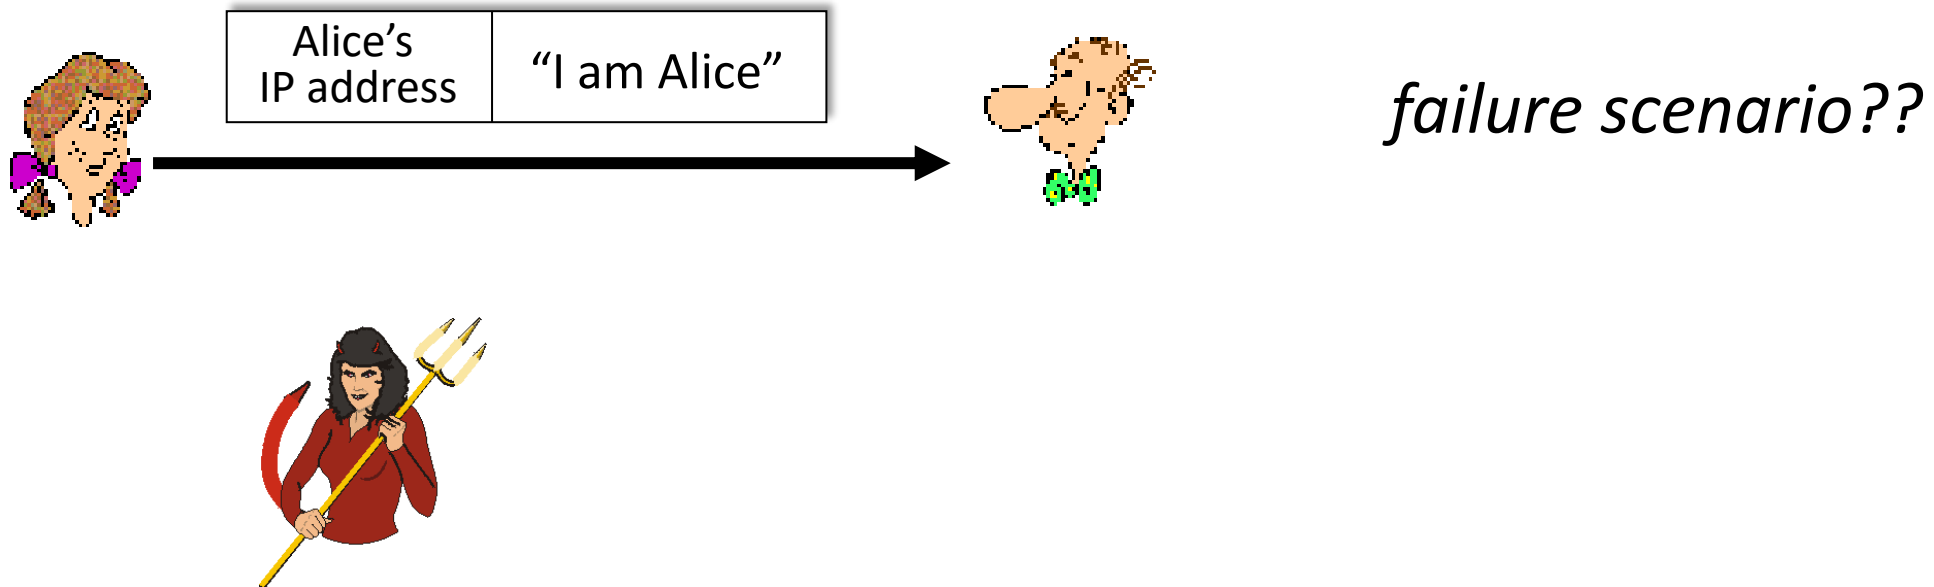 Alice’s
IP address
“I am Alice”
failure scenario??